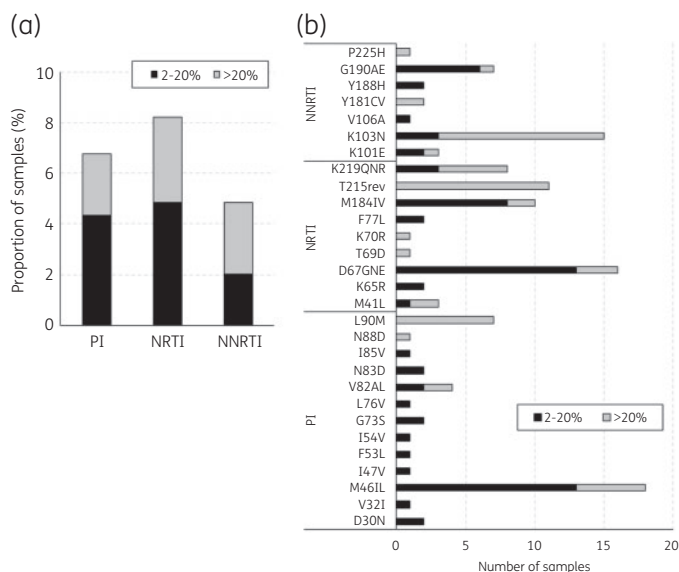 (a)
2-20% >20%
10
8
6
4
2
0
Proportion of samples (%)
PI NRTI NNRTI
(b)
NNRTI
P225H
G190AE
Y188H
Y181CV
V106A
K103N
K101E
NRTI
K219QNR
T215rev
M184IV
F77L
K70R
T69D
D67GNE
K65R
M41L
PI
L90M
N88D
I85V
N83D
V82AL
L76V
G73S
I54V
F53L
I47V
M46IL
V32I
D30N
2-20% >20%
0 5 10 15 20
Number of samples